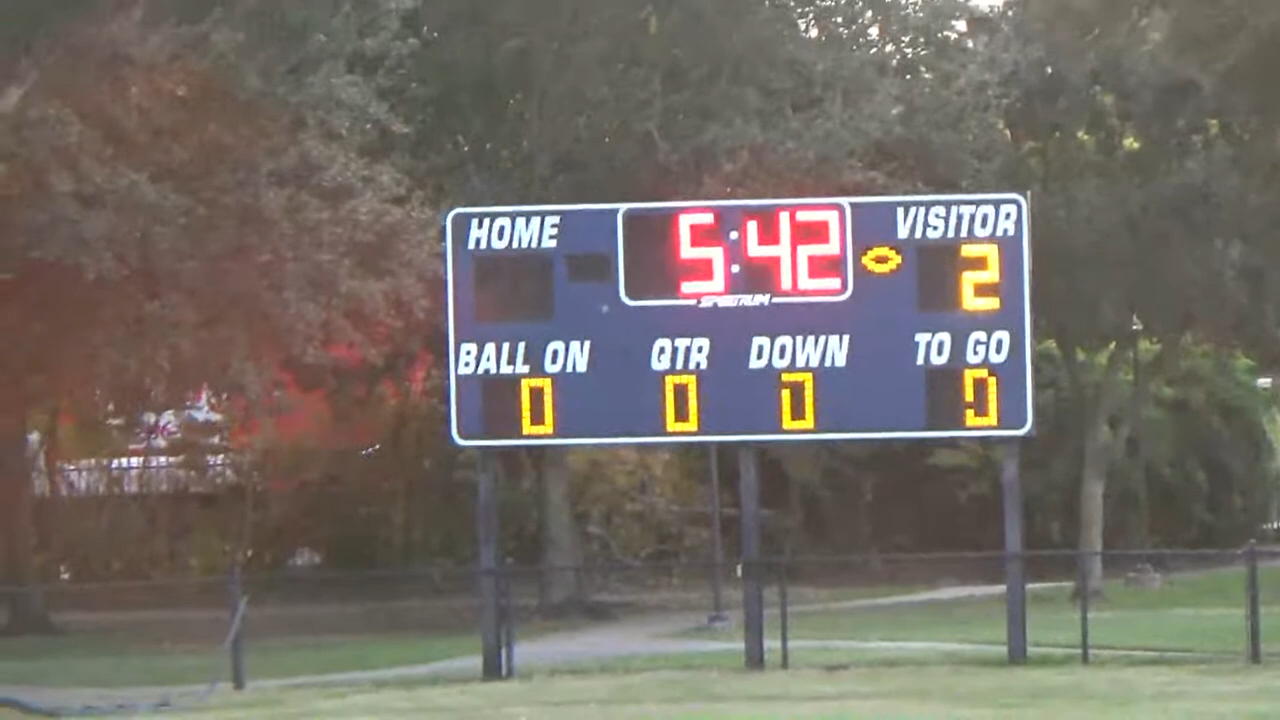 HOME 5:42 VISITOR
2
SPECTRUM
BALL ON QTR DOWN TO GO
0 0 0 0